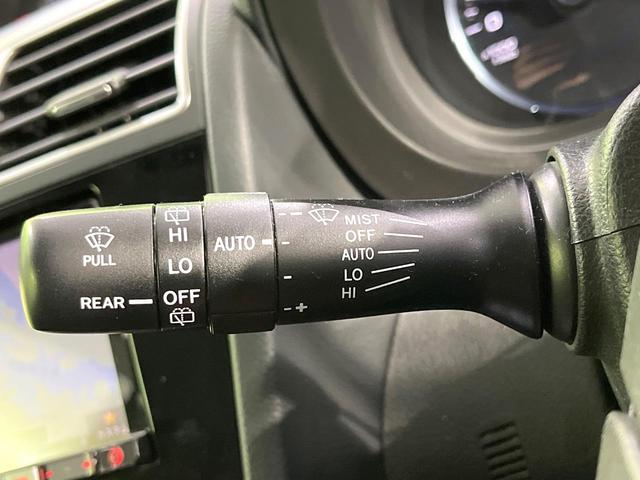 PULL
REAR
HI
LO
OFF
AUTO
- +
MIST
OFF
AUTO
LO
HI